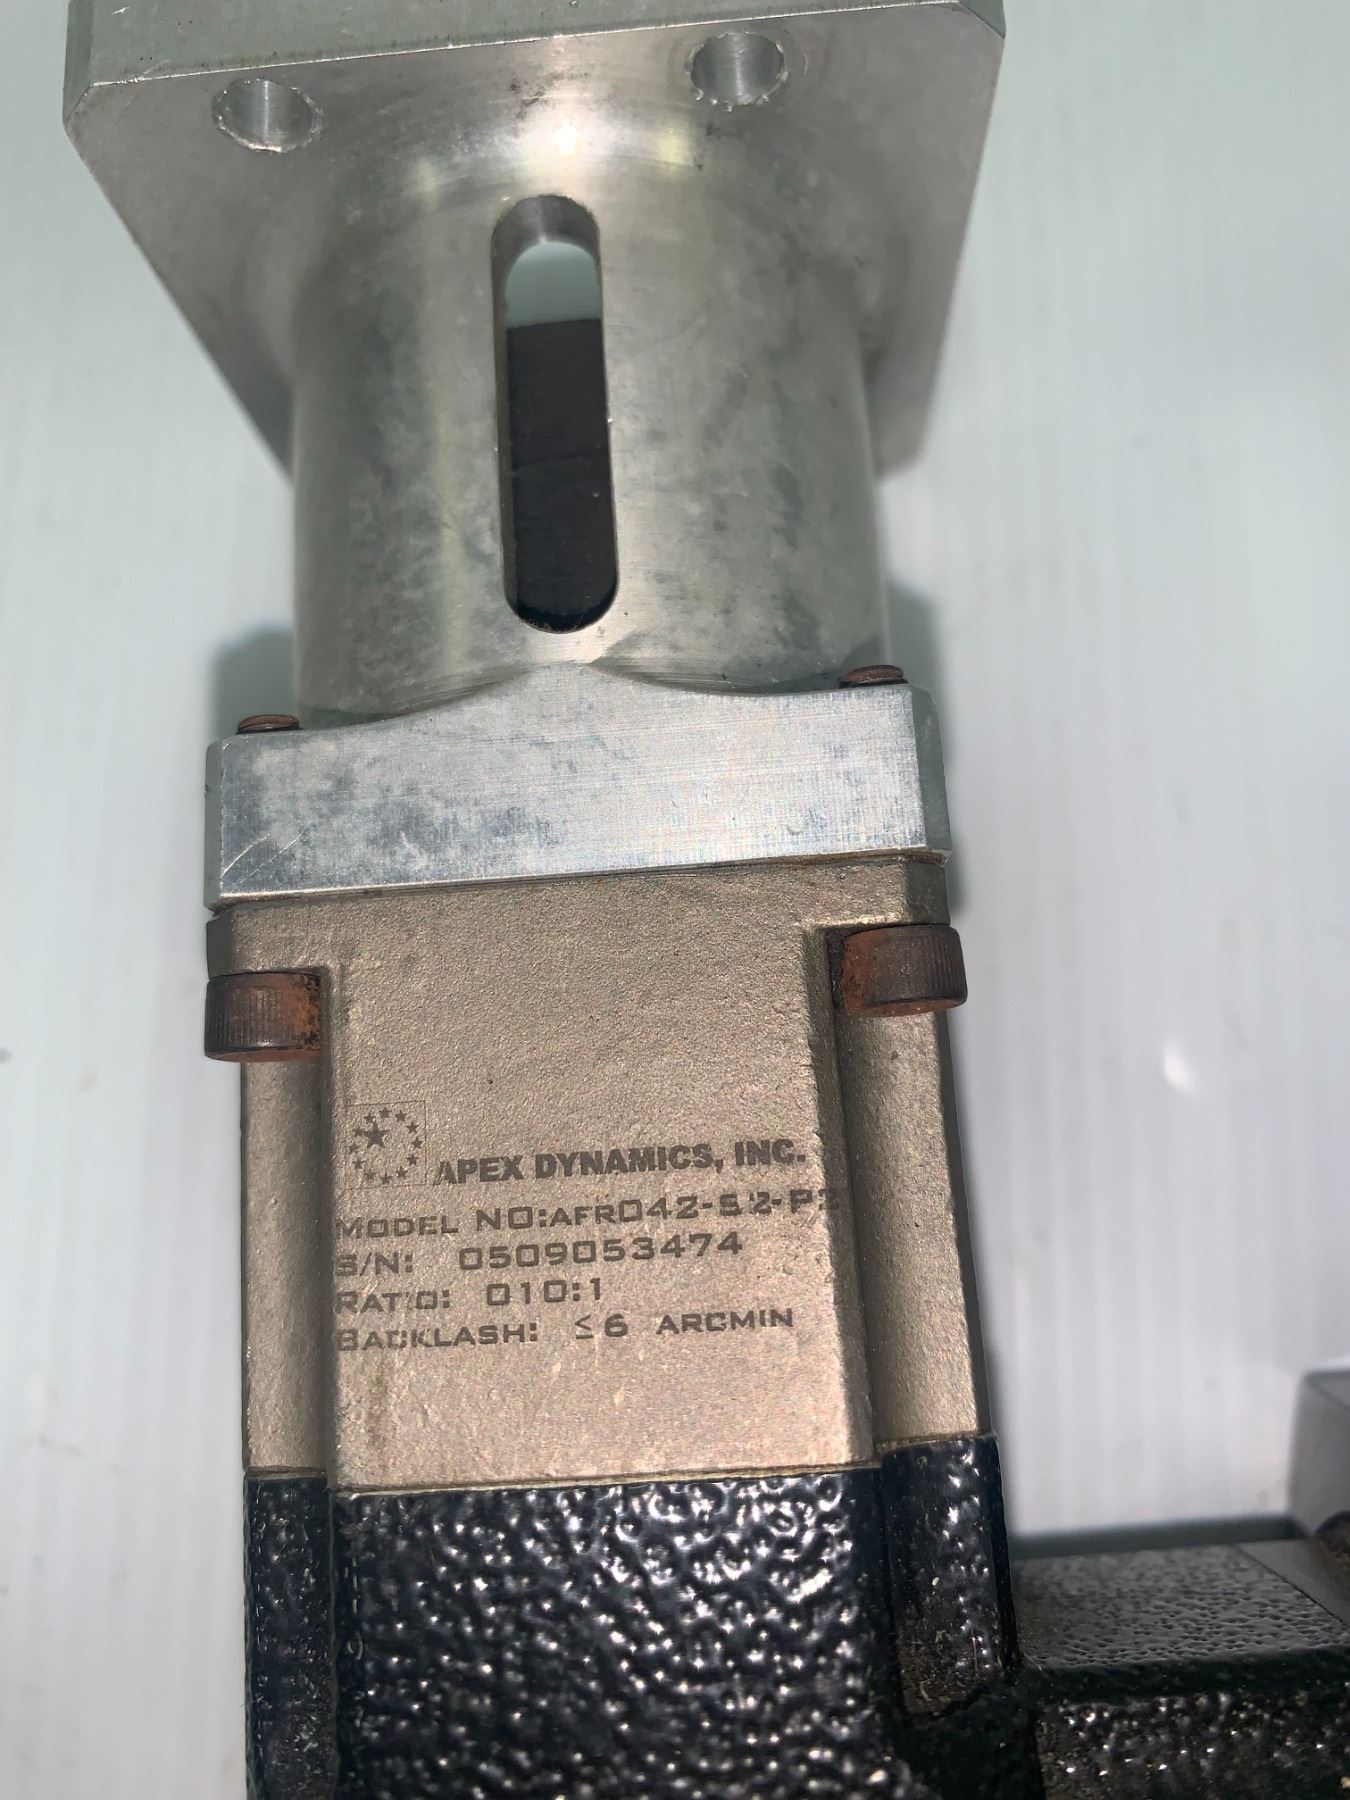 APEX DYNAMICS, INC.
MODEL NO:AFR042-S2-P2
S/N: 0509053474
RATIO: 010:1
BACKLASH: ≤6 ARCMIN